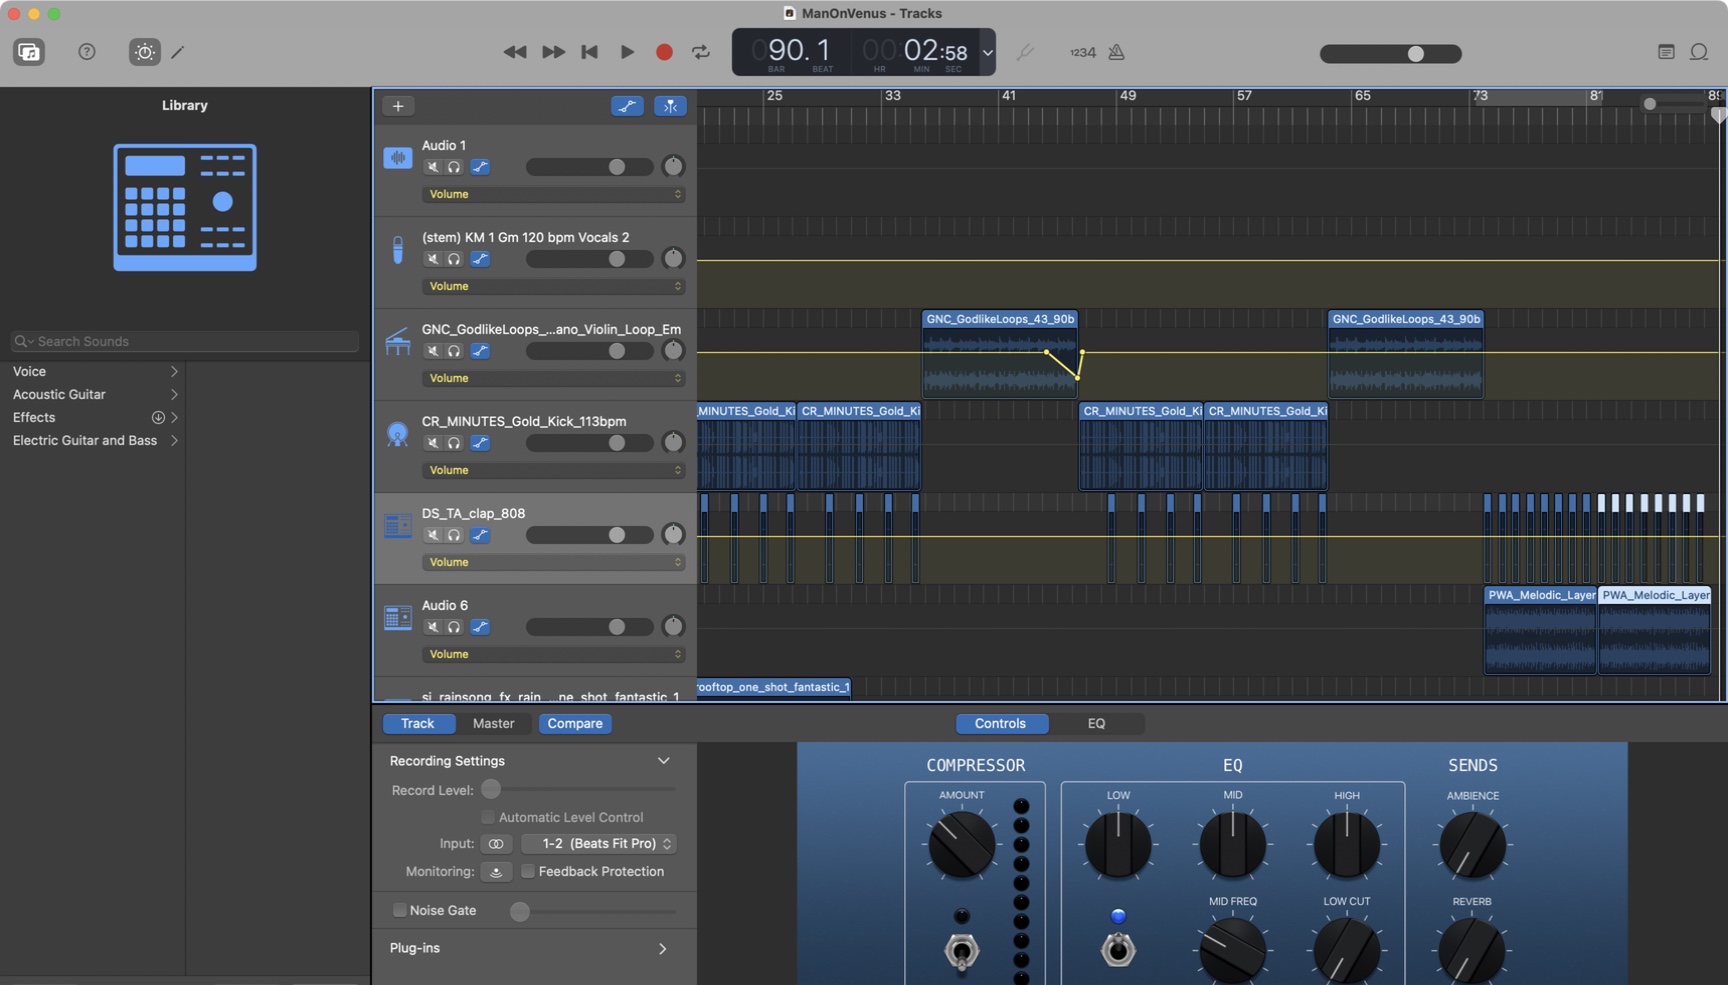 ManOnVenus - Tracks
90. 1
00:02:58
BAR BEAT HR MIN SEC
1234
Library
25 33 41 49 57 65 73 81 89
Audio 1
Volume
(stem) KM 1 Gm 120 bpm Vocals 2
Volume
GNC_GodlikeLoops_...ano_Violin_Loop_Em
Volume
GNC_GodlikeLoops_43_90b
GNC_GodlikeLoops_43_90b
Search Sounds
Voice
Acoustic Guitar
Effects
Electric Guitar and Bass
CR_MINUTES_Gold_Kick_113bpm
Volume
MINUTES_Gold_Ki
CR_MINUTES_Gold_Ki
CR_MINUTES_Gold_Ki
CR_MINUTES_Gold_Ki
DS_TA_clap_808
Volume
Audio 6
Volume
PWA_Melodic_Layer
PWA_Melodic_Layer
si_rainsong_fx_rain_...ne_shot_fantastic_1
rooftop_one_shot_fantastic_1
Track Master Compare
Controls EQ
Recording Settings
Record Level:
Automatic Level Control
Input: 1-2 (Beats Fit Pro)
Monitoring: Feedback Protection
Noise Gate
Plug-ins
COMPRESSOR
AMOUNT
EQ
LOW MID HIGH
MID FREQ LOW CUT
SENDS
AMBIENCE
REVERB